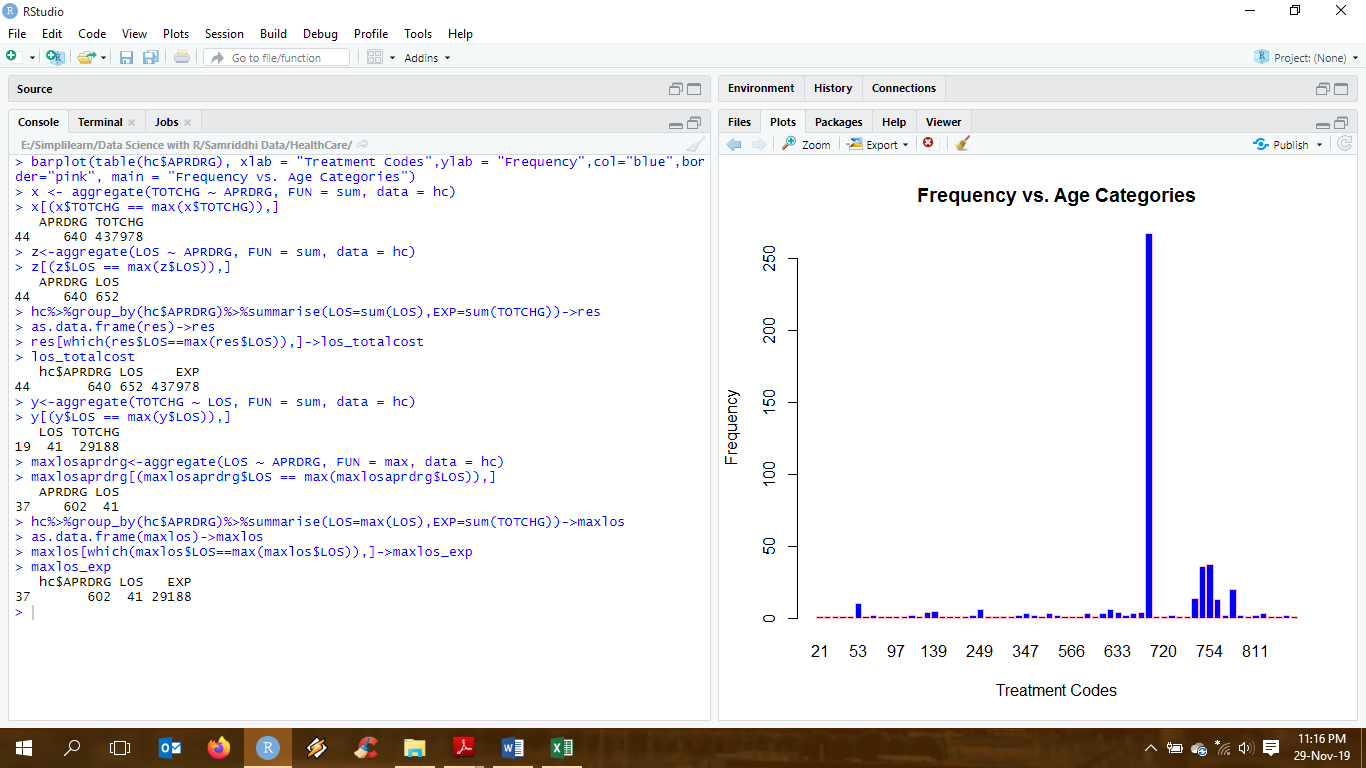 RStudio
File Edit Code View Plots Session Build Debug Profile Tools Help
Go to file/function
Addins
Project: (None)
Source
Console Terminal Jobs
E:/Simplilearn/Data Science with R/Samriddhi Data/HealthCare/
> barplot(table(hc$APRDRG), xlab = "Treatment Codes",ylab = "Frequency",col="blue",bor
der="pink", main = "Frequency vs. Age Categories")
> x <- aggregate(TOTCHG ~ APRDRG, FUN = sum, data = hc)
> x[(x$TOTCHG == max(x$TOTCHG)),]
APRDRG TOTCHG
44 640 437978
> z<-aggregate(LOS ~ APRDRG, FUN = sum, data = hc)
> z[(z$LOS == max(z$LOS)),]
APRDRG LOS
44 640 652
> hc%>%group_by(hc$APRDRG)%>%summarise(LOS=sum(LOS),EXP=sum(TOTCHG))->res
> as.data.frame(res)->res
> res[which(res$LOS==max(res$LOS)),]->los_totalcost
> los_totalcost
hc$APRDRG LOS EXP
44 640 652 437978
> y<-aggregate(TOTCHG ~ LOS, FUN = sum, data = hc)
> y[(y$LOS == max(y$LOS)),]
LOS TOTCHG
19 41 29188
> maxlosaprdrg<-aggregate(LOS ~ APRDRG, FUN = max, data = hc)
> maxlosaprdrg[(maxlosaprdrg$LOS == max(maxlosaprdrg$LOS)),]
APRDRG LOS
37 602 41
> hc%>%group_by(hc$APRDRG)%>%summarise(LOS=max(LOS),EXP=sum(TOTCHG))->maxlos
> as.data.frame(maxlos)->maxlos
> maxlos[which(maxlos$LOS==max(maxlos$LOS)),]->maxlos_exp
> maxlos_exp
hc$APRDRG LOS EXP
37 602 41 29188
>
Environment History Connections
Files Plots Packages Help Viewer
Zoom Export Publish
Frequency vs. Age Categories
250
200
150
100
50
0
Frequency
21 53 97 139 249 347 566 633 720 754 811
Treatment Codes
11:16 PM
29-Nov-19